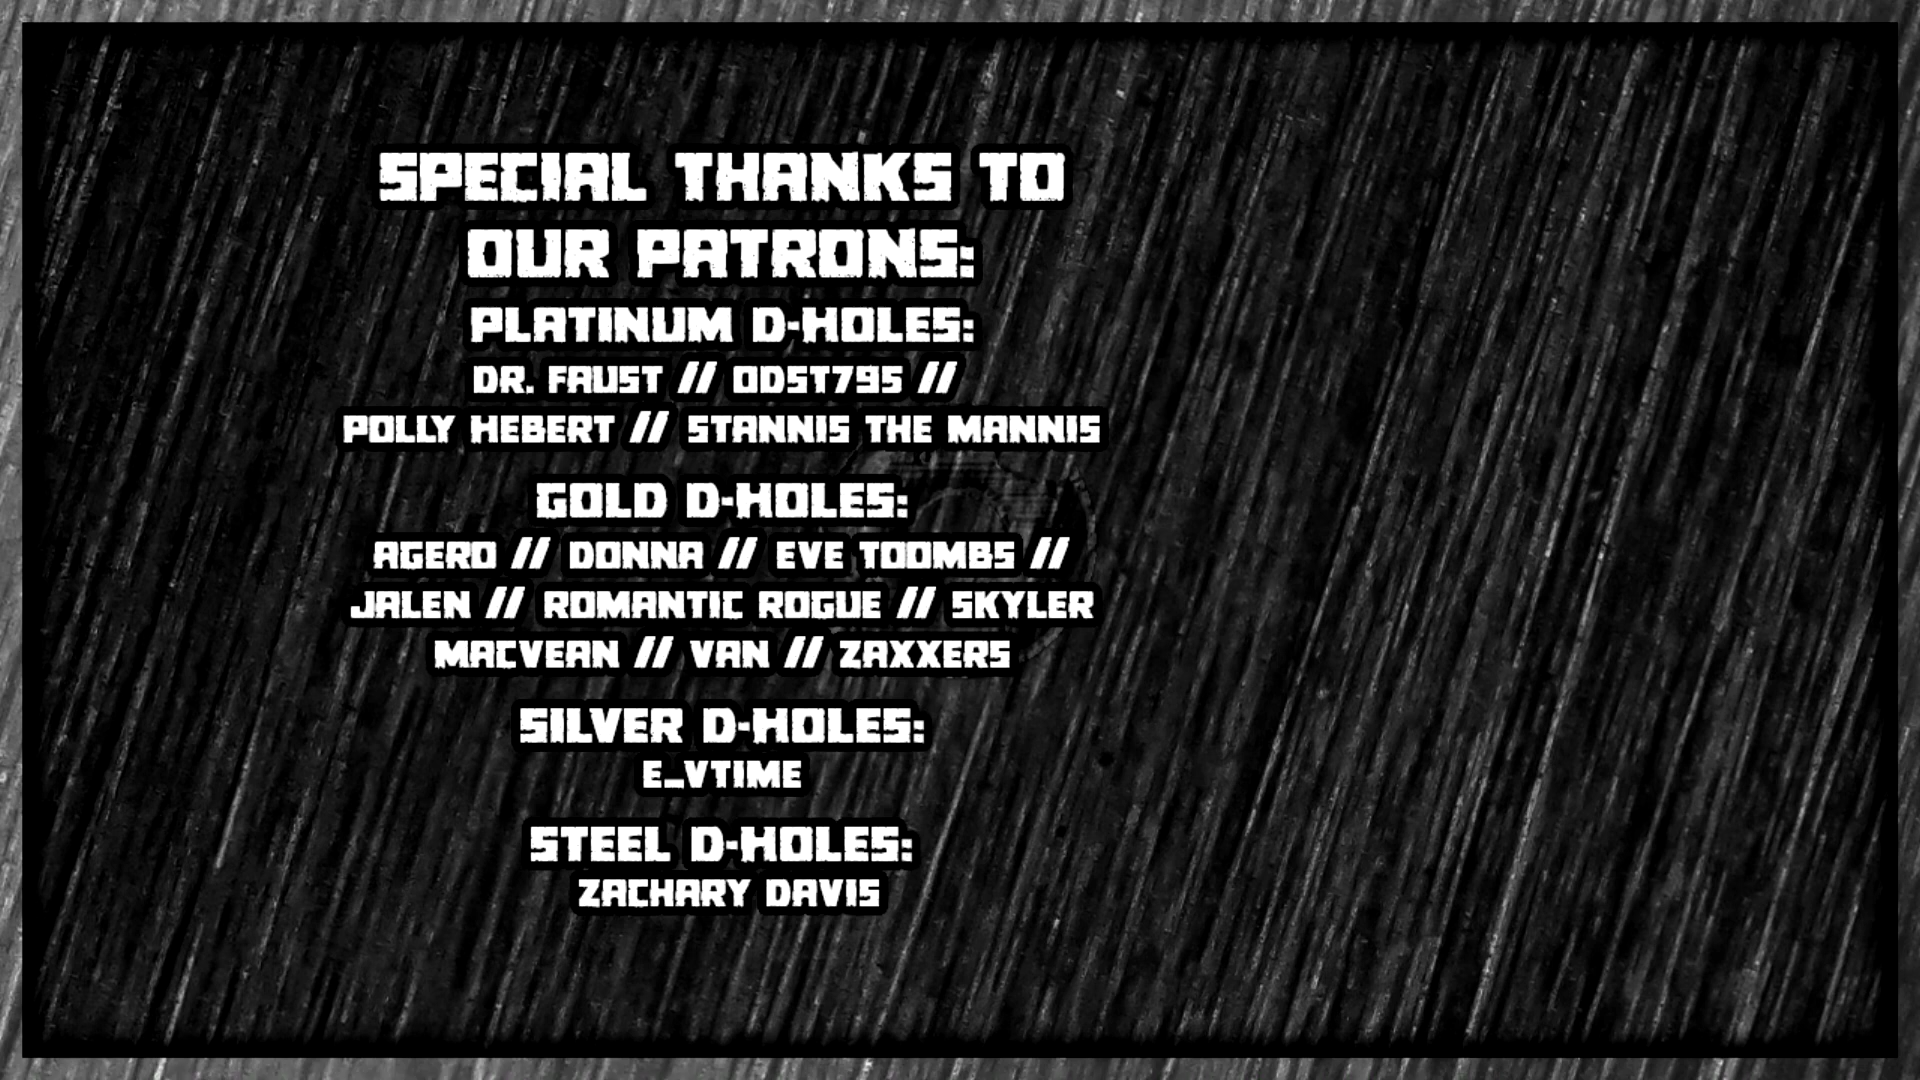 SPECIAL THANKS TO
OUR PATRONS:
PLATINUM D-HOLES:
DR. FAUST // ODST795 //
POLLY HEBERT // STANNIS THE MANNIS
GOLD D-HOLES:
AGERO // DONNA // EVE TOOMBS //
JALEN // ROMANTIC ROGUE // SKYLER
MACVEAN // VAN // ZAXXERS
SILVER D-HOLES:
E_VTIME
STEEL D-HOLES:
ZACHARY DAVIS